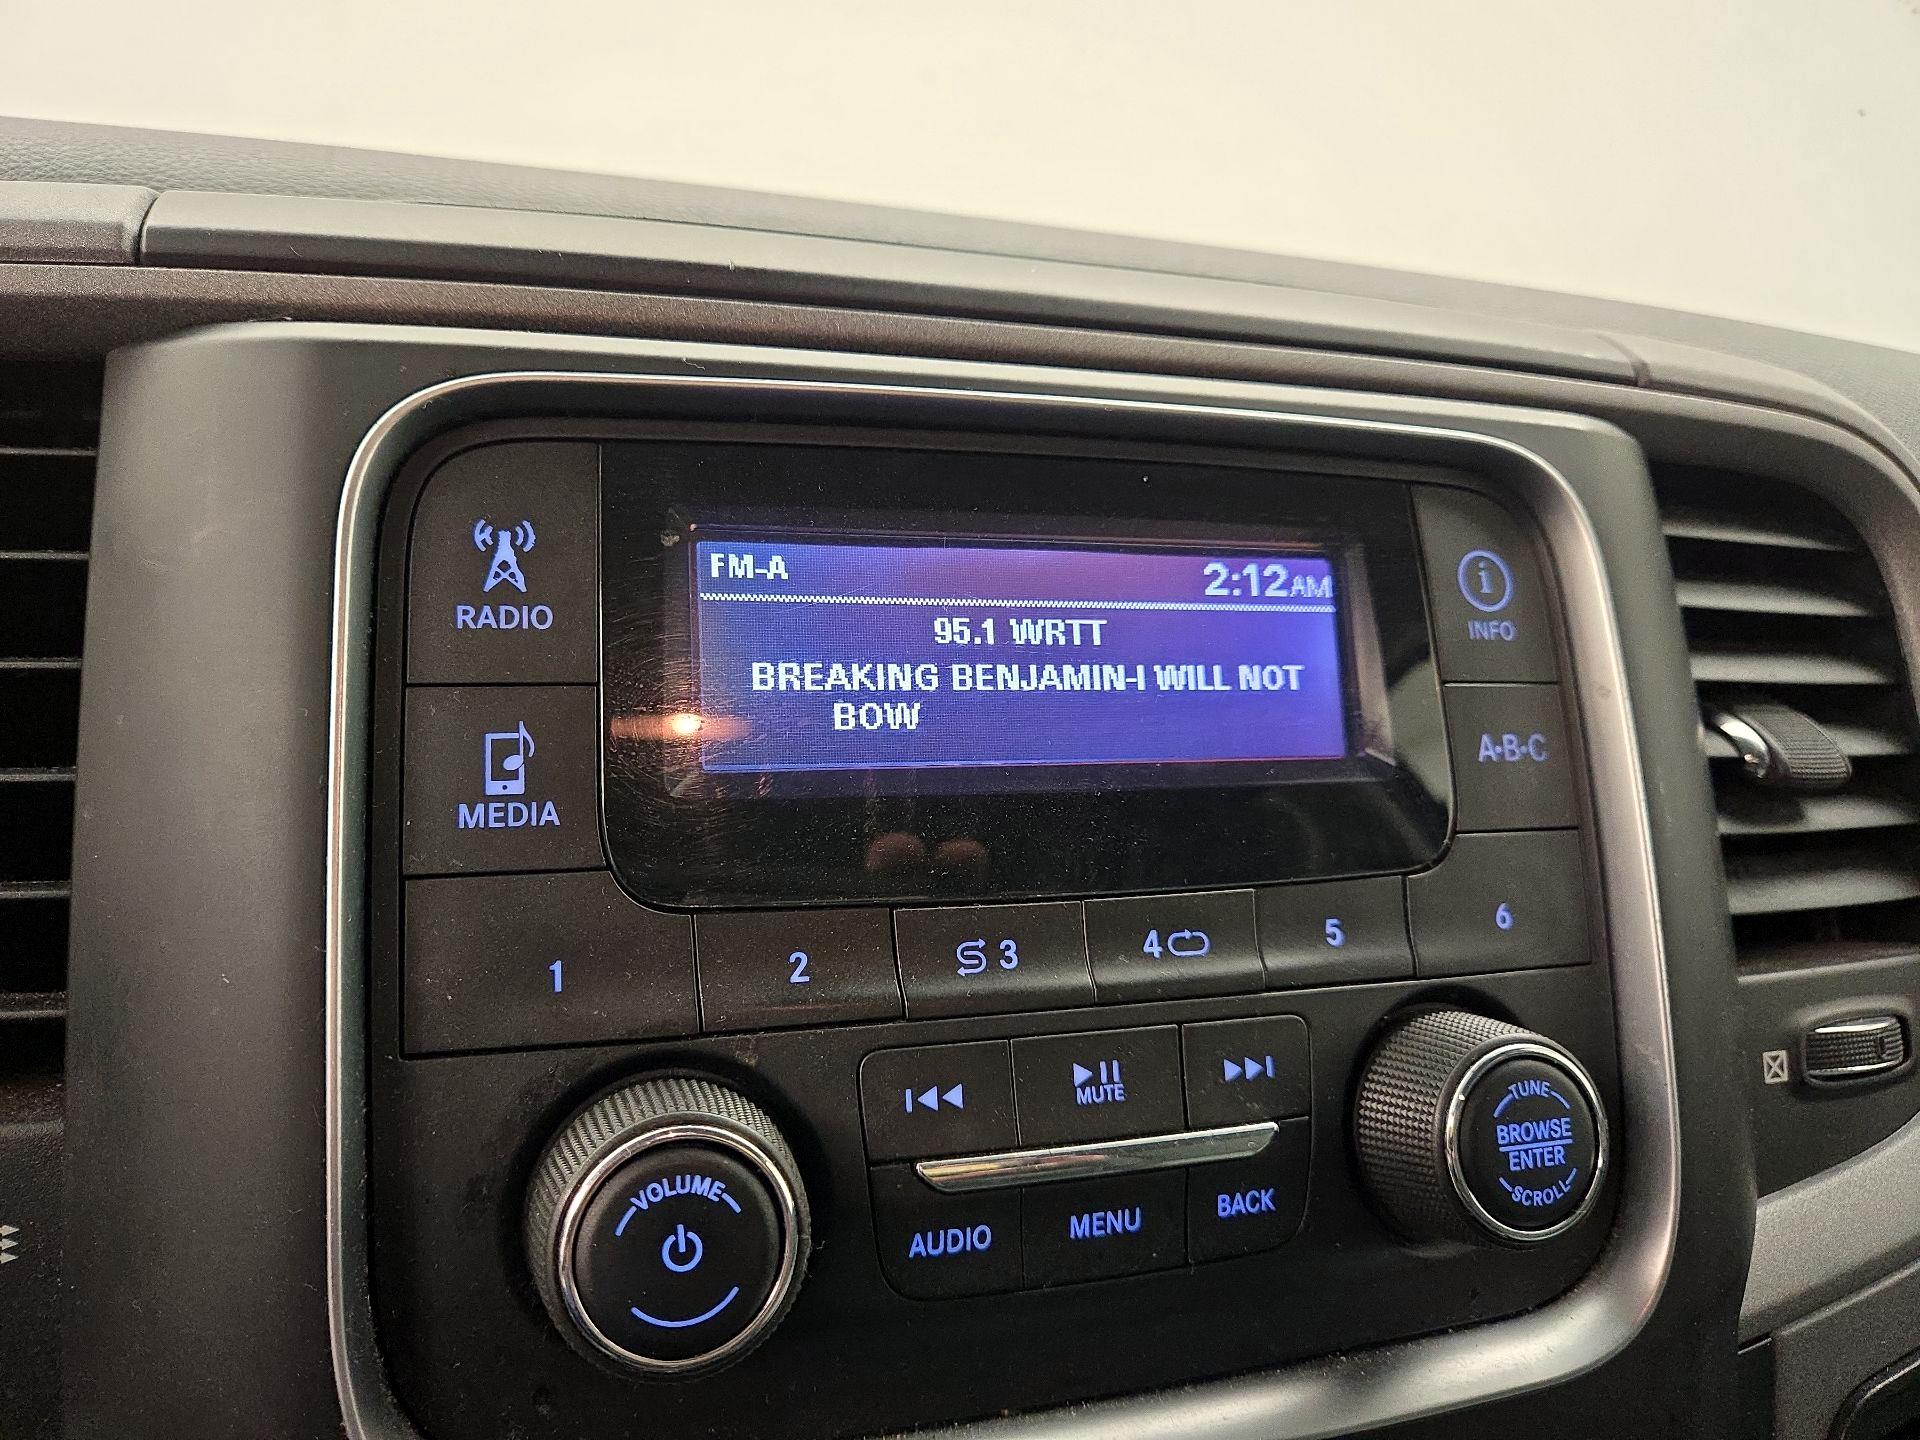 FM-A 2:12AM
95.1 WRTT
BREAKING BENJAMIN-I WILL NOT
BOW
RADIO
MEDIA
INFO
A•B•C
1 2 3 4 5 6
MUTE
VOLUME
AUDIO MENU BACK
TUNE
BROWSE
ENTER
SCROLL